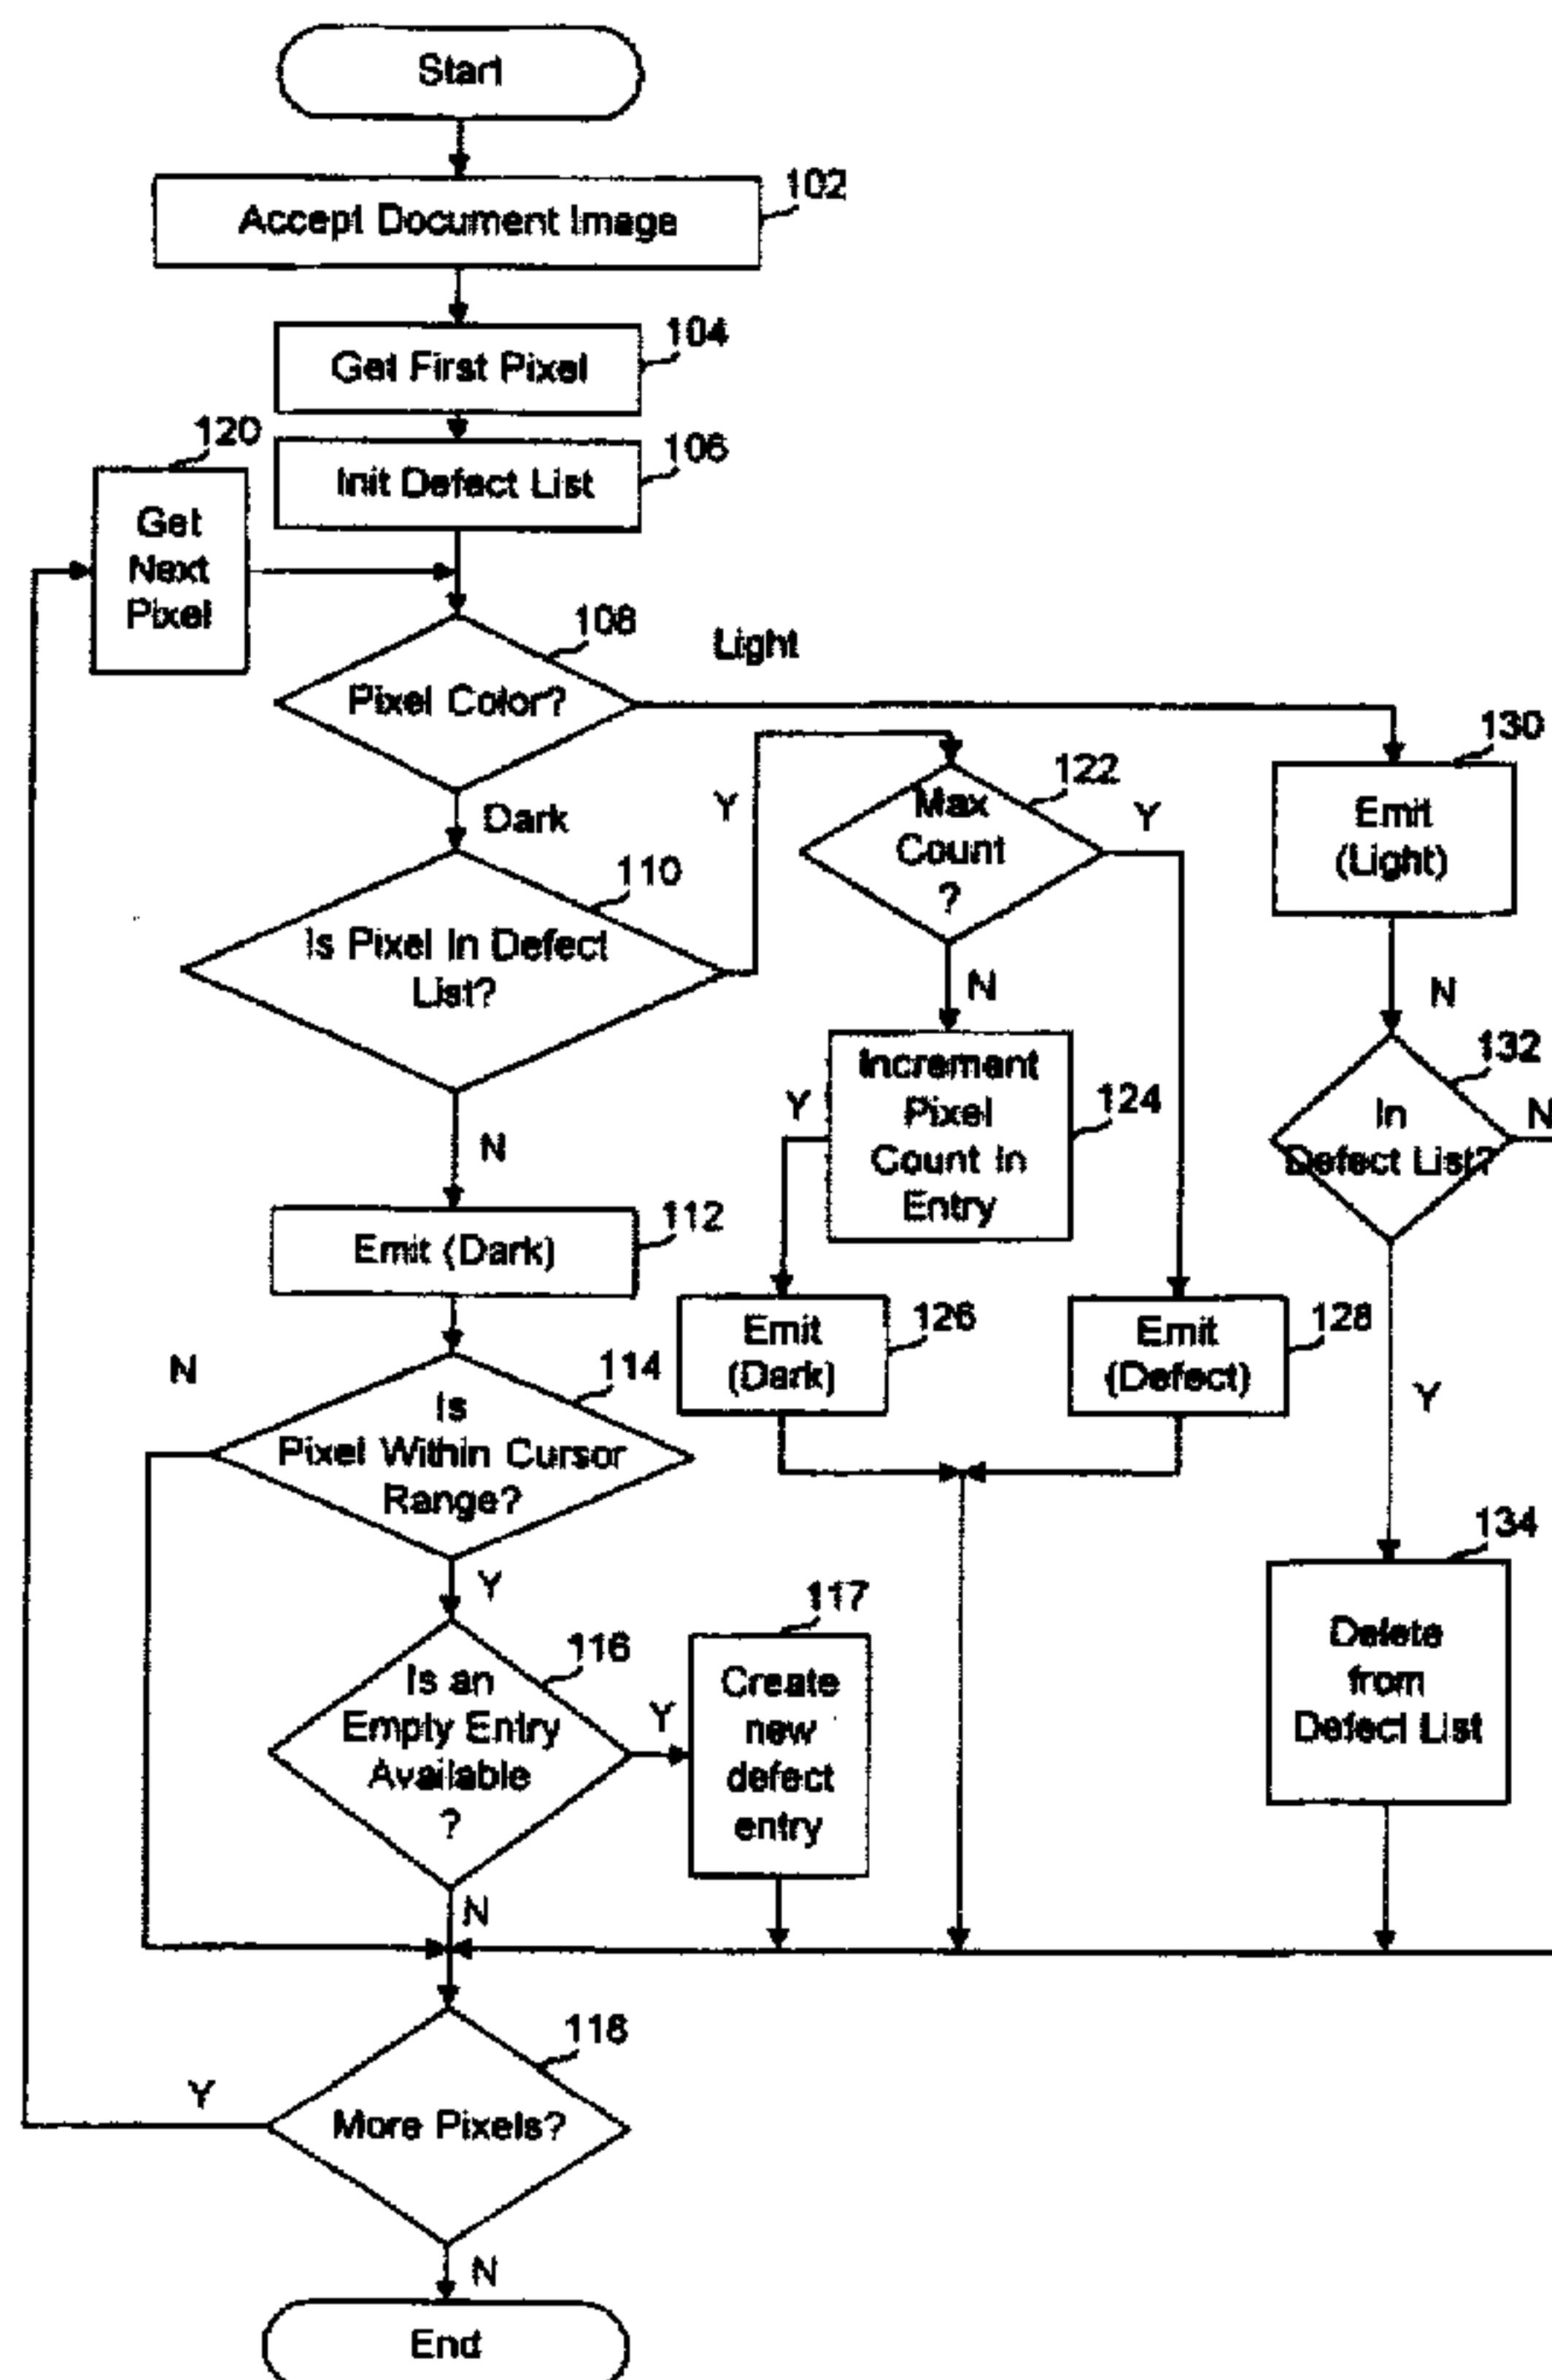 Start
Accept Document Image
102
Get First Pixel
104
Init Defect List
106
120
Get
Next
Pixel
Pixel Color?
108
Light
Dark
Is Pixel In Defect
List?
110
Y
N
Max
Count
?
122
Y
N
Increment
Pixel
Count In
Entry
124
Y
Emit
(Dark)
126
Emit
(Defect)
128
130
Emit
(Light)
N
132
In
Defect List?
N
Y
134
Delete
from
Defect List
Emit (Dark)
112
Is
Pixel Within Cursor
Range?
114
N
Y
Is an
Empty Entry
Available
?
116
Y
N
117
Create
new
defect
entry
More Pixels?
118
Y
N
End